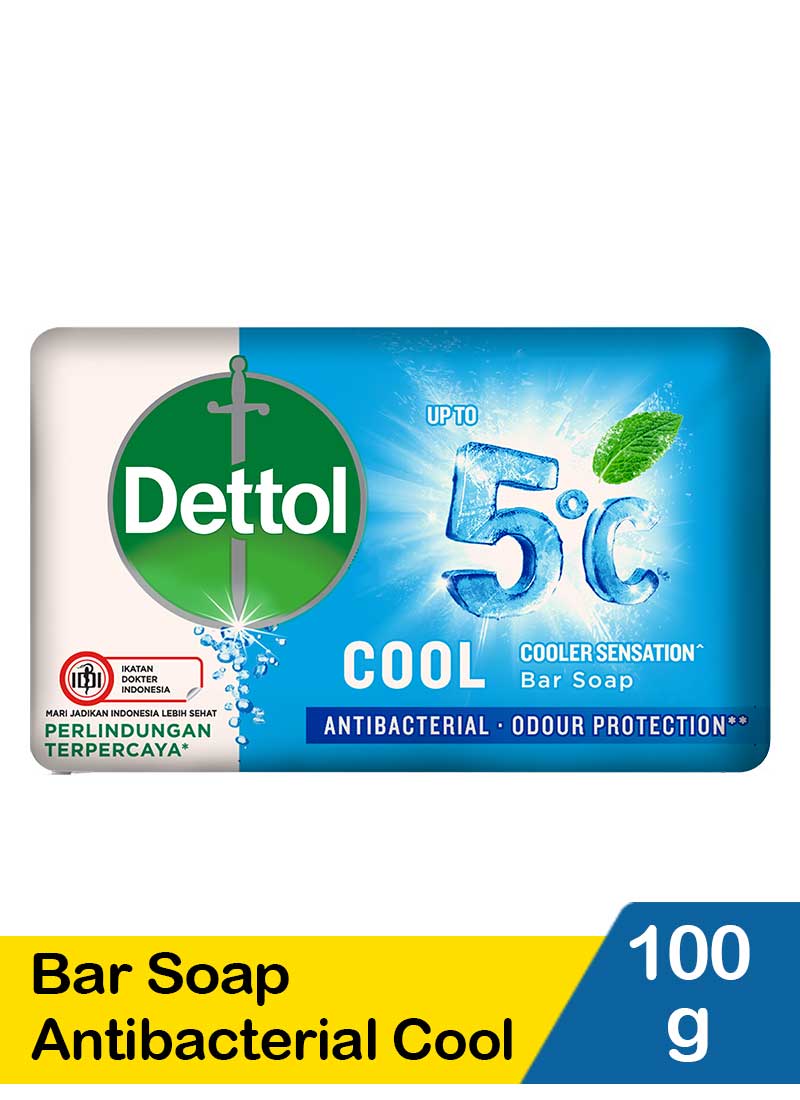 Dettol
UP TO
5°C
COOL
COOLER SENSATION^
Bar Soap
ANTIBACTERIAL · ODOUR PROTECTION**
IDI
IKATAN
DOKTER
INDONESIA
MARI JADIKAN INDONESIA LEBIH SEHAT
PERLINDUNGAN
TERPERCAYA*
Bar Soap
Antibacterial Cool
100
g